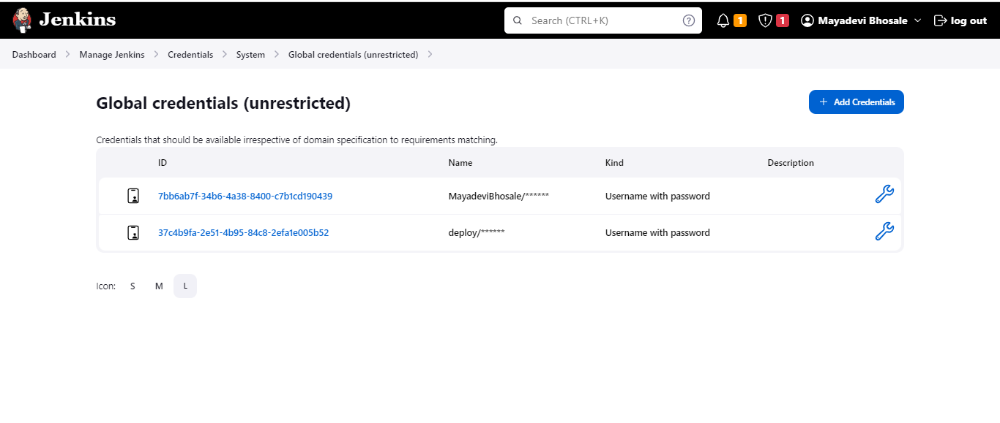 Jenkins Search (CTRL+K) ? 1 1 Mayadevi Bhosale log out
Dashboard Manage Jenkins Credentials System Global credentials (unrestricted)
Global credentials (unrestricted) + Add Credentials
Credentials that should be available irrespective of domain specification to requirements matching.
ID Name Kind Description
7bb6ab7f-34b6-4a38-8400-c7b1cd190439 MayadeviBhosale/****** Username with password
37c4b9fa-2e51-4b95-84c8-2efa1e005b52 deploy/****** Username with password
Icon: S M L